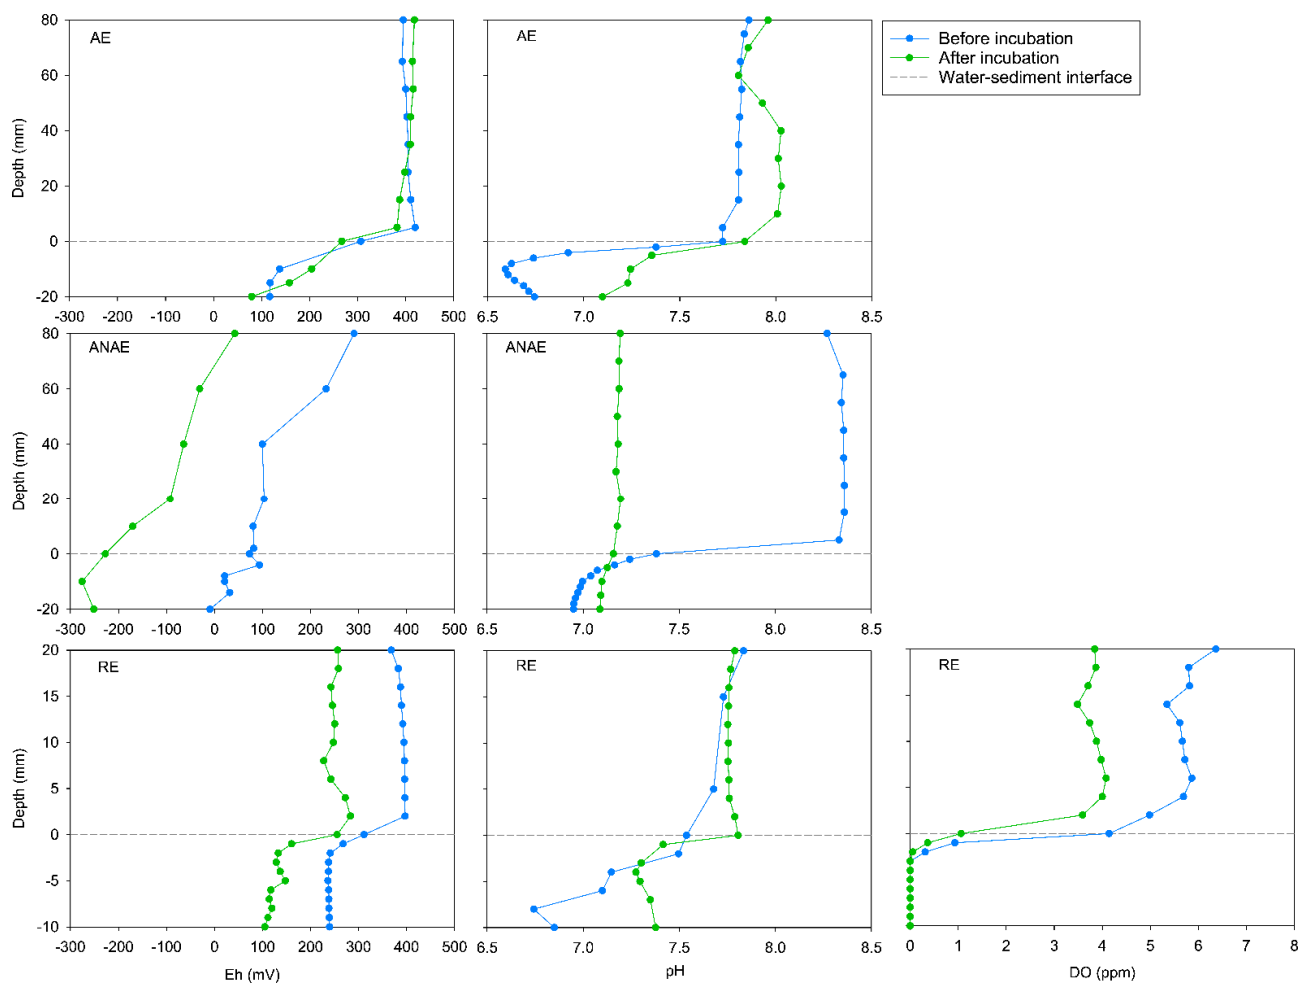 AE
80
60
40
20
0
-20
Depth (mm)
-300 -200 -100 0 100 200 300 400 500
AE
6.5 7.0 7.5 8.0 8.5
Before incubation
After incubation
Water-sediment interface
ANAE
80
60
40
20
0
-20
Depth (mm)
-300 -200 -100 0 100 200 300 400 500
ANAE
6.5 7.0 7.5 8.0 8.5
RE
20
15
10
5
0
-5
-10
Depth (mm)
-300 -200 -100 0 100 200 300 400 500
Eh (mV)
RE
6.5 7.0 7.5 8.0 8.5
pH
RE
0 1 2 3 4 5 6 7 8
DO (ppm)